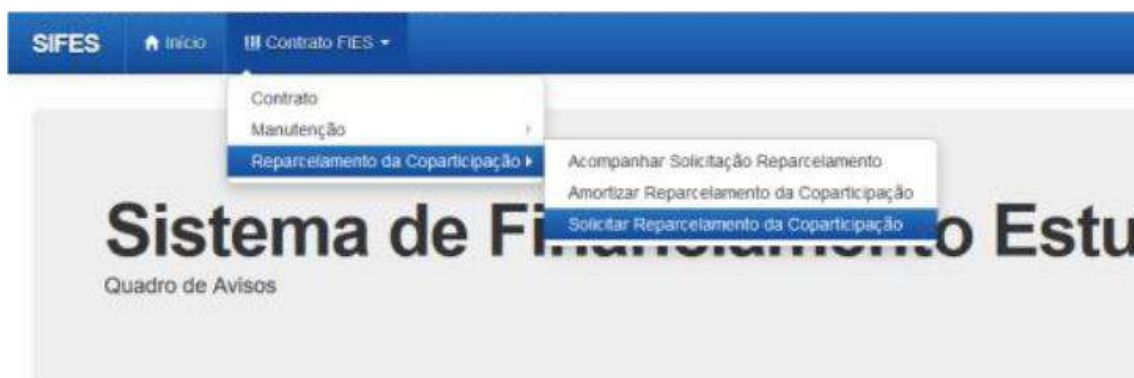 SIFES Início Contrato FIES
Contrato
Manutenção
Reparcelamento da Coparticipação
Acompanhar Solicitação Reparcelamento
Amortizar Reparcelamento da Coparticipação
Solicitar Reparcelamento da Coparticipação
Sistema de Financiamento Estu
Quadro de Avisos